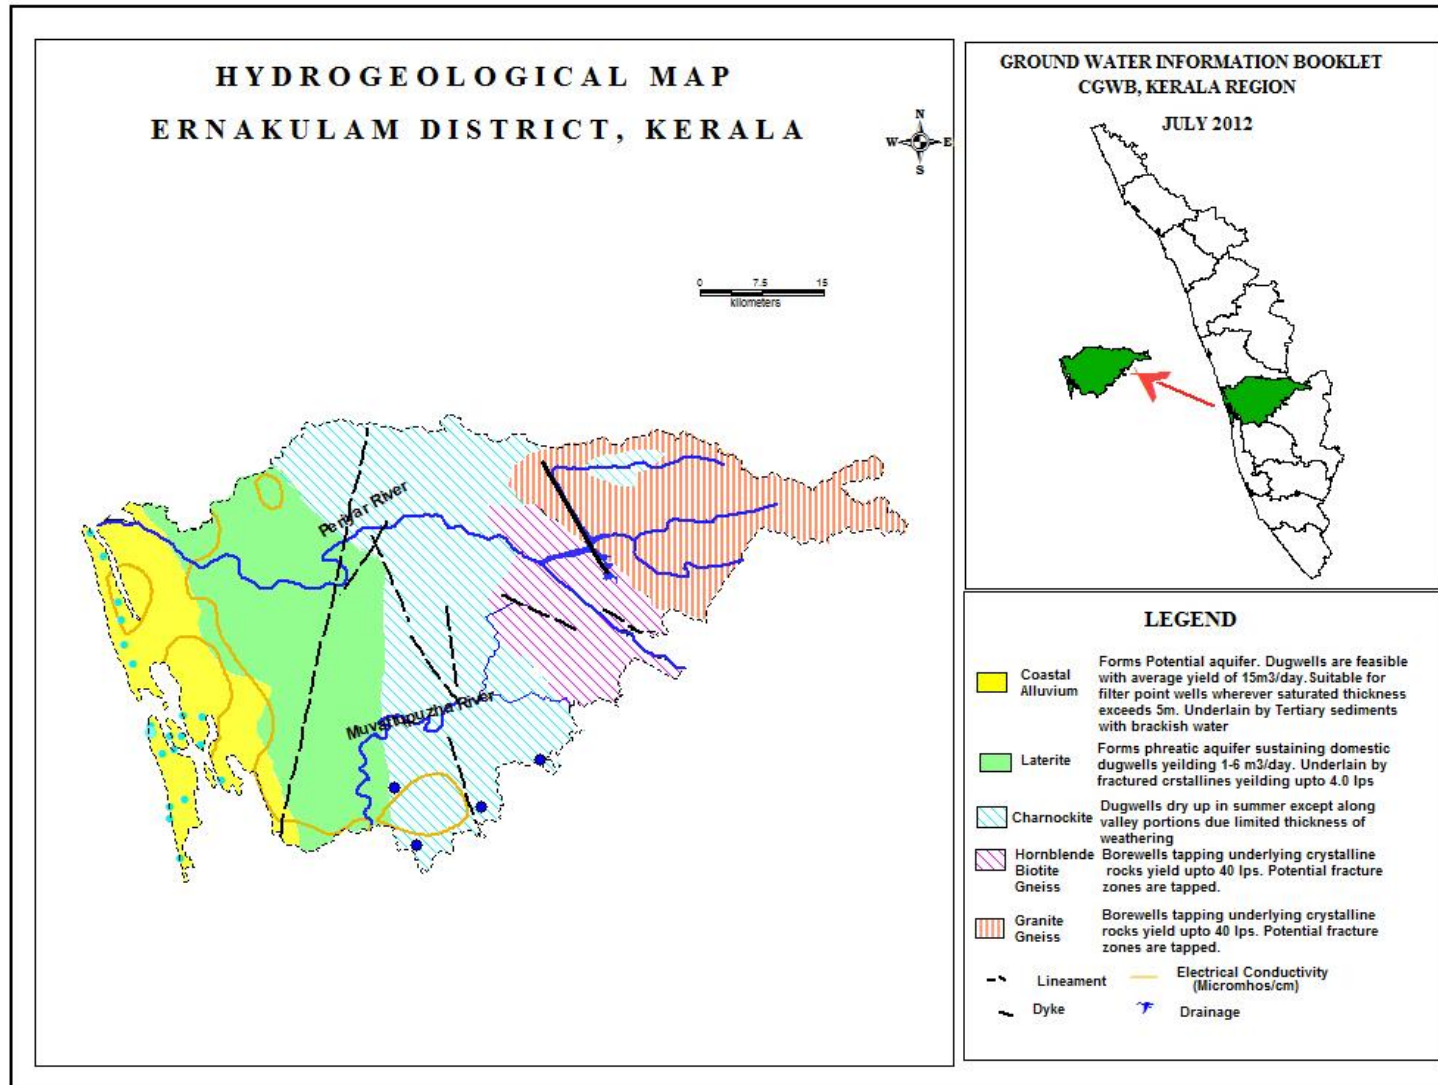 HYDROGEOLOGICAL MAP
ERNAKULAM DISTRICT, KERALA
N
W
E
S
0 7.5 15
kilometers
Periyar River
Muvattupuzha River
GROUND WATER INFORMATION BOOKLET
CGWB, KERALA REGION
JULY 2012
LEGEND
Coastal
Alluvium
Forms Potential aquifer. Dugwells are feasible
with average yield of 15m3/day. Suitable for
filter point wells wherever saturated thickness
exceeds 5m. Underlain by Tertiary sediments
with brackish water
Laterite
Forms phreatic aquifer sustaining domestic
dugwells yeilding 1-6 m3/day. Underlain by
fractured crstallines yeilding upto 4.0 lps
Charnockite
Dugwells dry up in summer except along
valley portions due limited thickness of
weathering
Hornblende
Biotite
Gneiss
Borewells tapping underlying crystalline
rocks yield upto 40 lps. Potential fracture
zones are tapped.
Granite
Gneiss
Borewells tapping underlying crystalline
rocks yield upto 40 lps. Potential fracture
zones are tapped.
Lineament
Electrical Conductivity
(Micromhos/cm)
Dyke
Drainage